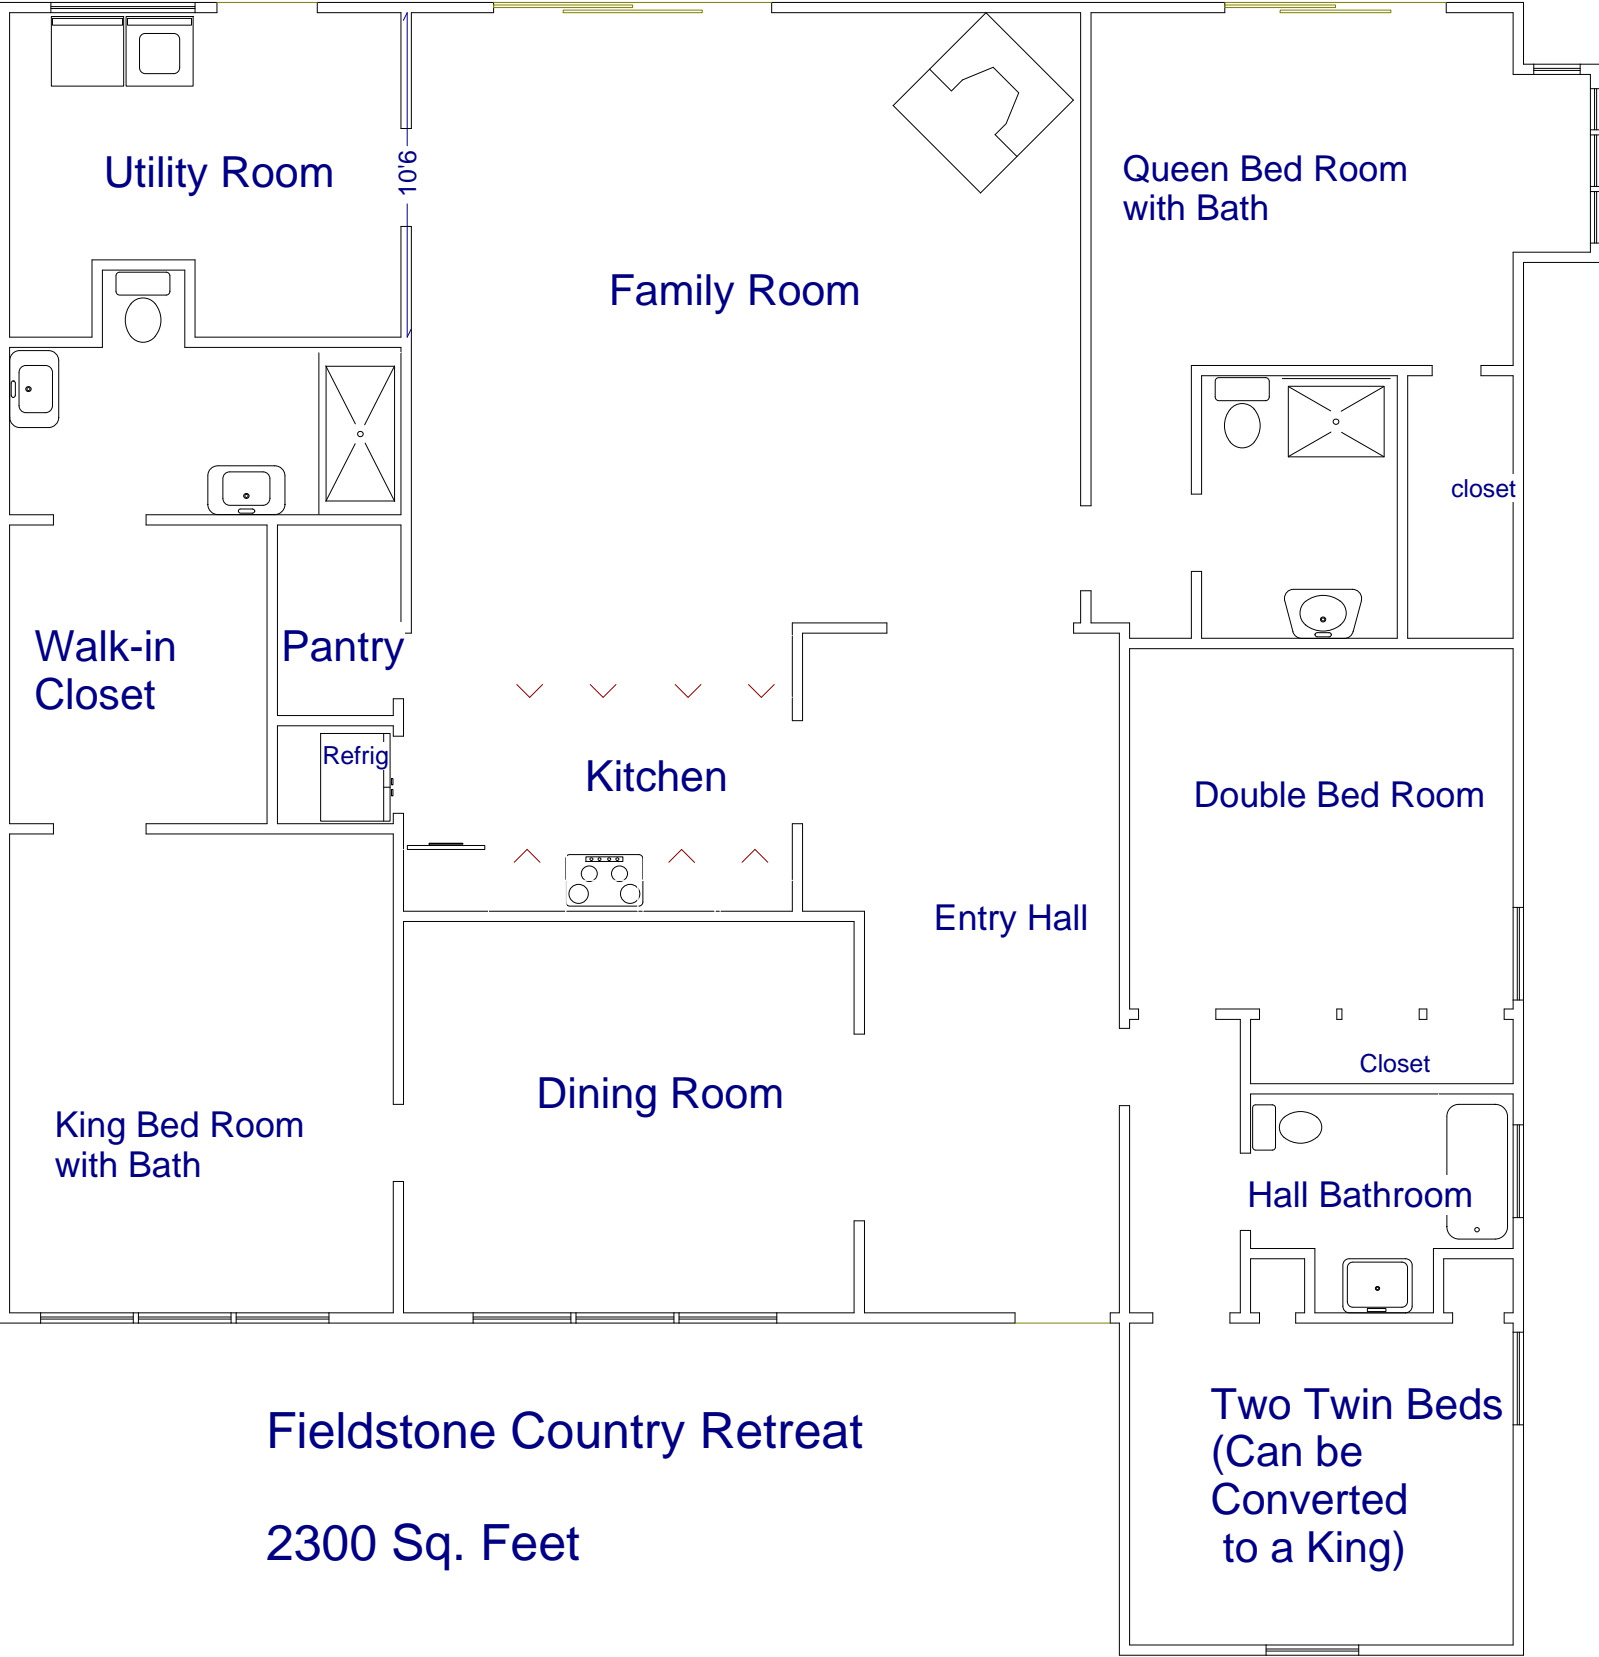 Utility Room
10'6
Family Room
Queen Bed Room
with Bath
closet
Walk-in
Closet
Pantry
Refrig
Kitchen
Double Bed Room
Entry Hall
Closet
Dining Room
King Bed Room
with Bath
Hall Bathroom
Two Twin Beds
(Can be
Converted
to a King)
Fieldstone Country Retreat
2300 Sq. Feet